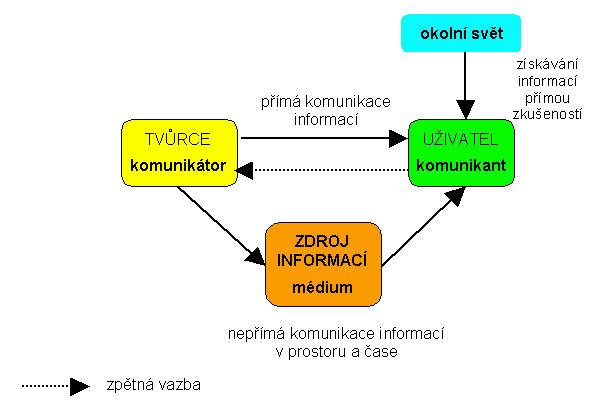 okolní svět
získávání
informací
přímou
zkušeností
přímá komunikace
informací
TVŮRCE
komunikátor
UŽIVATEL
komunikant
ZDROJ
INFORMACÍ
médium
nepřímá komunikace informací
v prostoru a čase
zpětná vazba